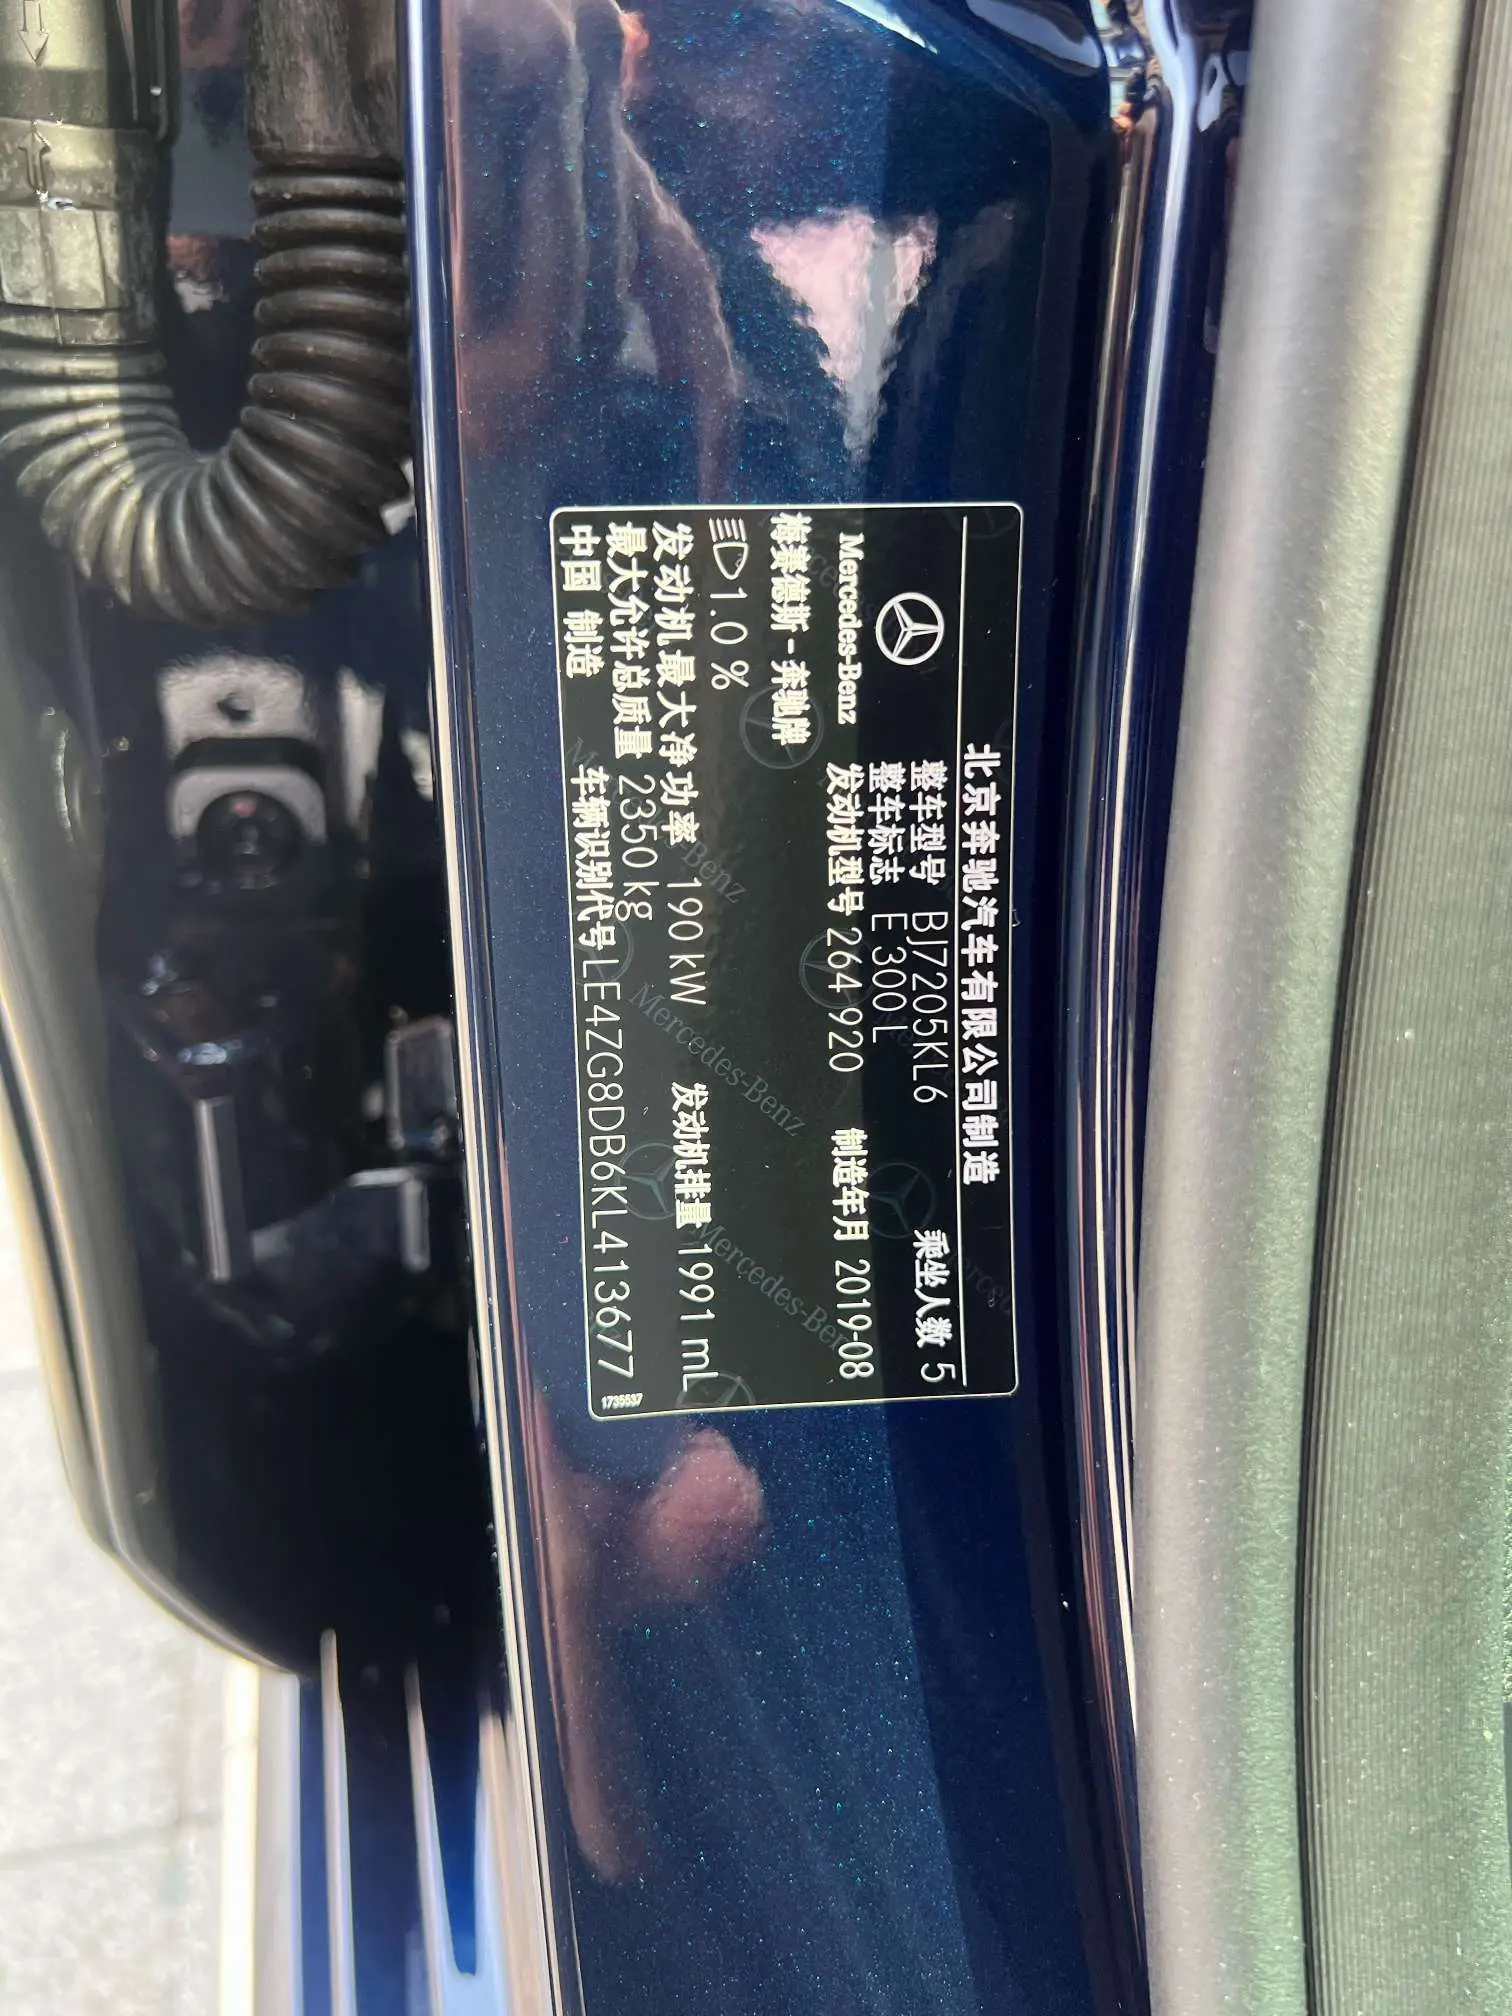 北京奔驰汽车有限公司制造
整车型号 BJ7205KL6 乘坐人数 5
整车标志 E 300 L
Mercedes-Benz 发动机型号 264 920 制造年月 2019-08
梅赛德斯-奔驰牌
1.0 %
发动机最大净功率 190 kW 发动机排量 1991 mL
最大允许总质量 2350 kg
中国 制造 车辆识别代号 LE4ZG8DB6KL413677
1735537